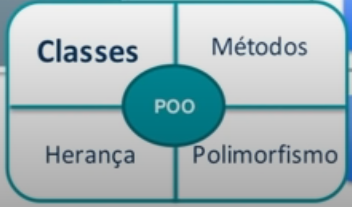 Classes
Métodos
POO
Herança
Polimorfismo